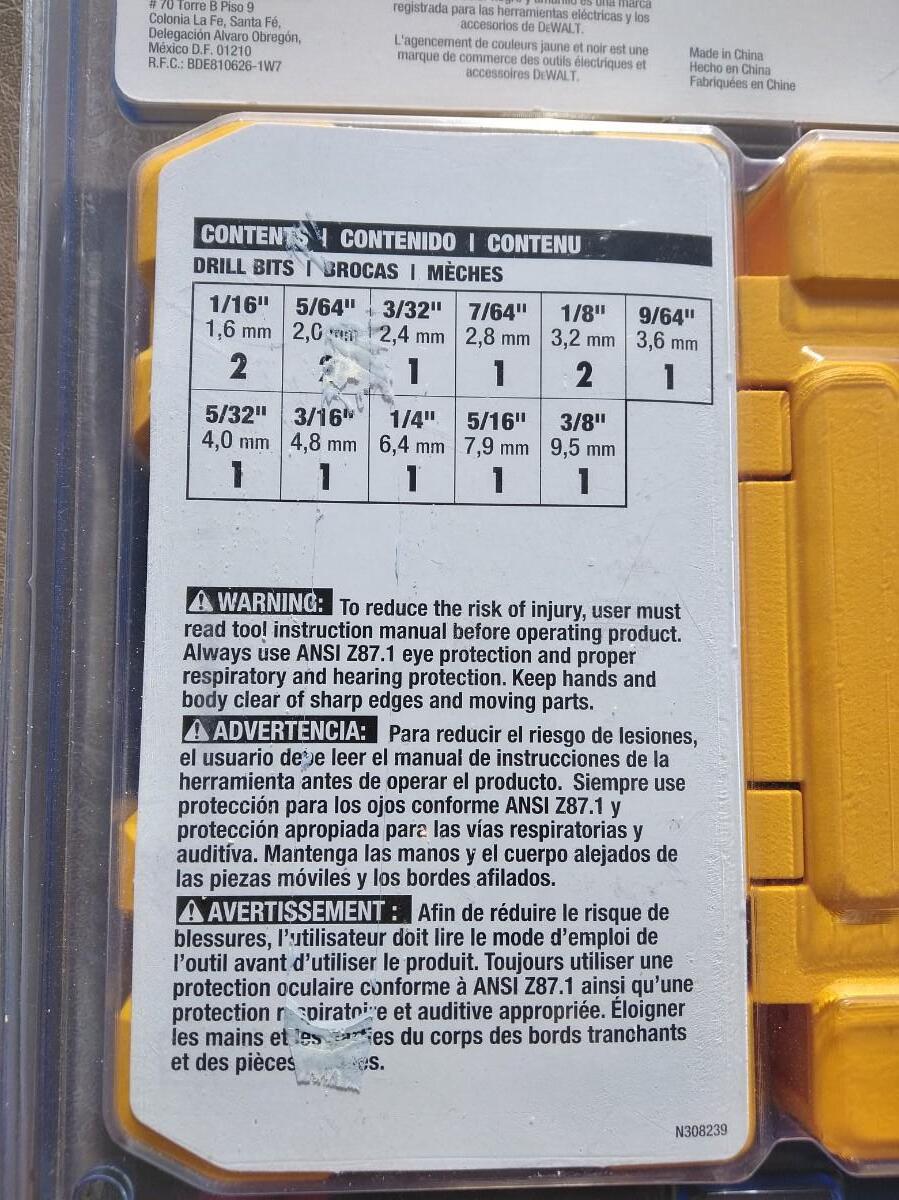 # 70 Torre B Piso 9
Colonia La Fe, Santa Fé,
Delegación Alvaro Obregón,
México D.F. 01210
R.F.C.: BDE810626-1W7
es una marca
registrada para las herramientas eléctricas y los
accesorios de DEWALT.
L'agencement de couleurs jaune et noir est une
marque de commerce des outils électriques et
accessoires DEWALT.
Made in China
Hecho en China
Fabriquées en Chine
CONTENTS | CONTENIDO | CONTENU
DRILL BITS | BROCAS | MÈCHES
1/16" 5/64" 3/32" 7/64" 1/8" 9/64"
1,6 mm 2,0 mm 2,4 mm 2,8 mm 3,2 mm 3,6 mm
2 1 1 2 1
5/32" 3/16" 1/4" 5/16" 3/8"
4,0 mm 4,8 mm 6,4 mm 7,9 mm 9,5 mm
1 1 1 1 1
⚠ WARNING: To reduce the risk of injury, user must
read tool instruction manual before operating product.
Always use ANSI Z87.1 eye protection and proper
respiratory and hearing protection. Keep hands and
body clear of sharp edges and moving parts.
⚠ ADVERTENCIA: Para reducir el riesgo de lesiones,
el usuario debe leer el manual de instrucciones de la
herramienta antes de operar el producto. Siempre use
protección para los ojos conforme ANSI Z87.1 y
protección apropiada para las vías respiratorias y
auditiva. Mantenga las manos y el cuerpo alejados de
las piezas móviles y los bordes afilados.
⚠ AVERTISSEMENT : Afin de réduire le risque de
blessures, l'utilisateur doit lire le mode d'emploi de
l'outil avant d'utiliser le produit. Toujours utiliser une
protection oculaire conforme à ANSI Z87.1 ainsi qu'une
protection respiratoire et auditive appropriée. Éloigner
les mains et les parties du corps des bords tranchants
et des pièces
N308239